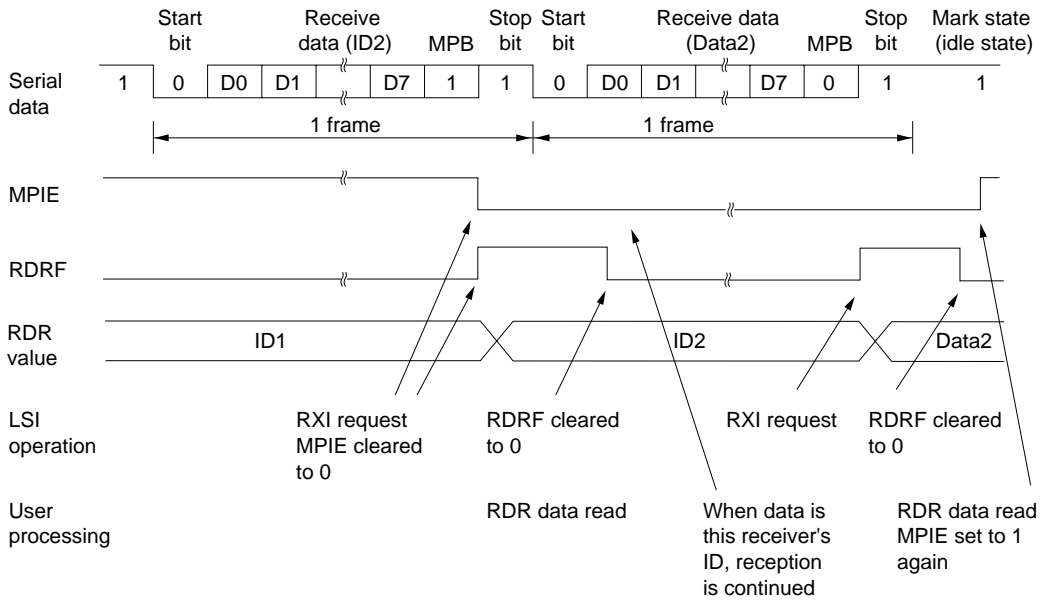 Start bit
Receive data (ID2)
MPB
Stop bit
Start bit
Receive data (Data2)
MPB
Stop bit
Mark state (idle state)
Serial data
1 0 D0 D1 D7 1 1 0 D0 D1 D7 0 1 1
1 frame 1 frame
MPIE
RDRF
RDR value
ID1 ID2 Data2
LSI operation
RXI request
MPIE cleared
to 0
RDRF cleared
to 0
RXI request
RDRF cleared
to 0
User processing
RDR data read
When data is
this receiver's
ID, reception
is continued
RDR data read
MPIE set to 1
again